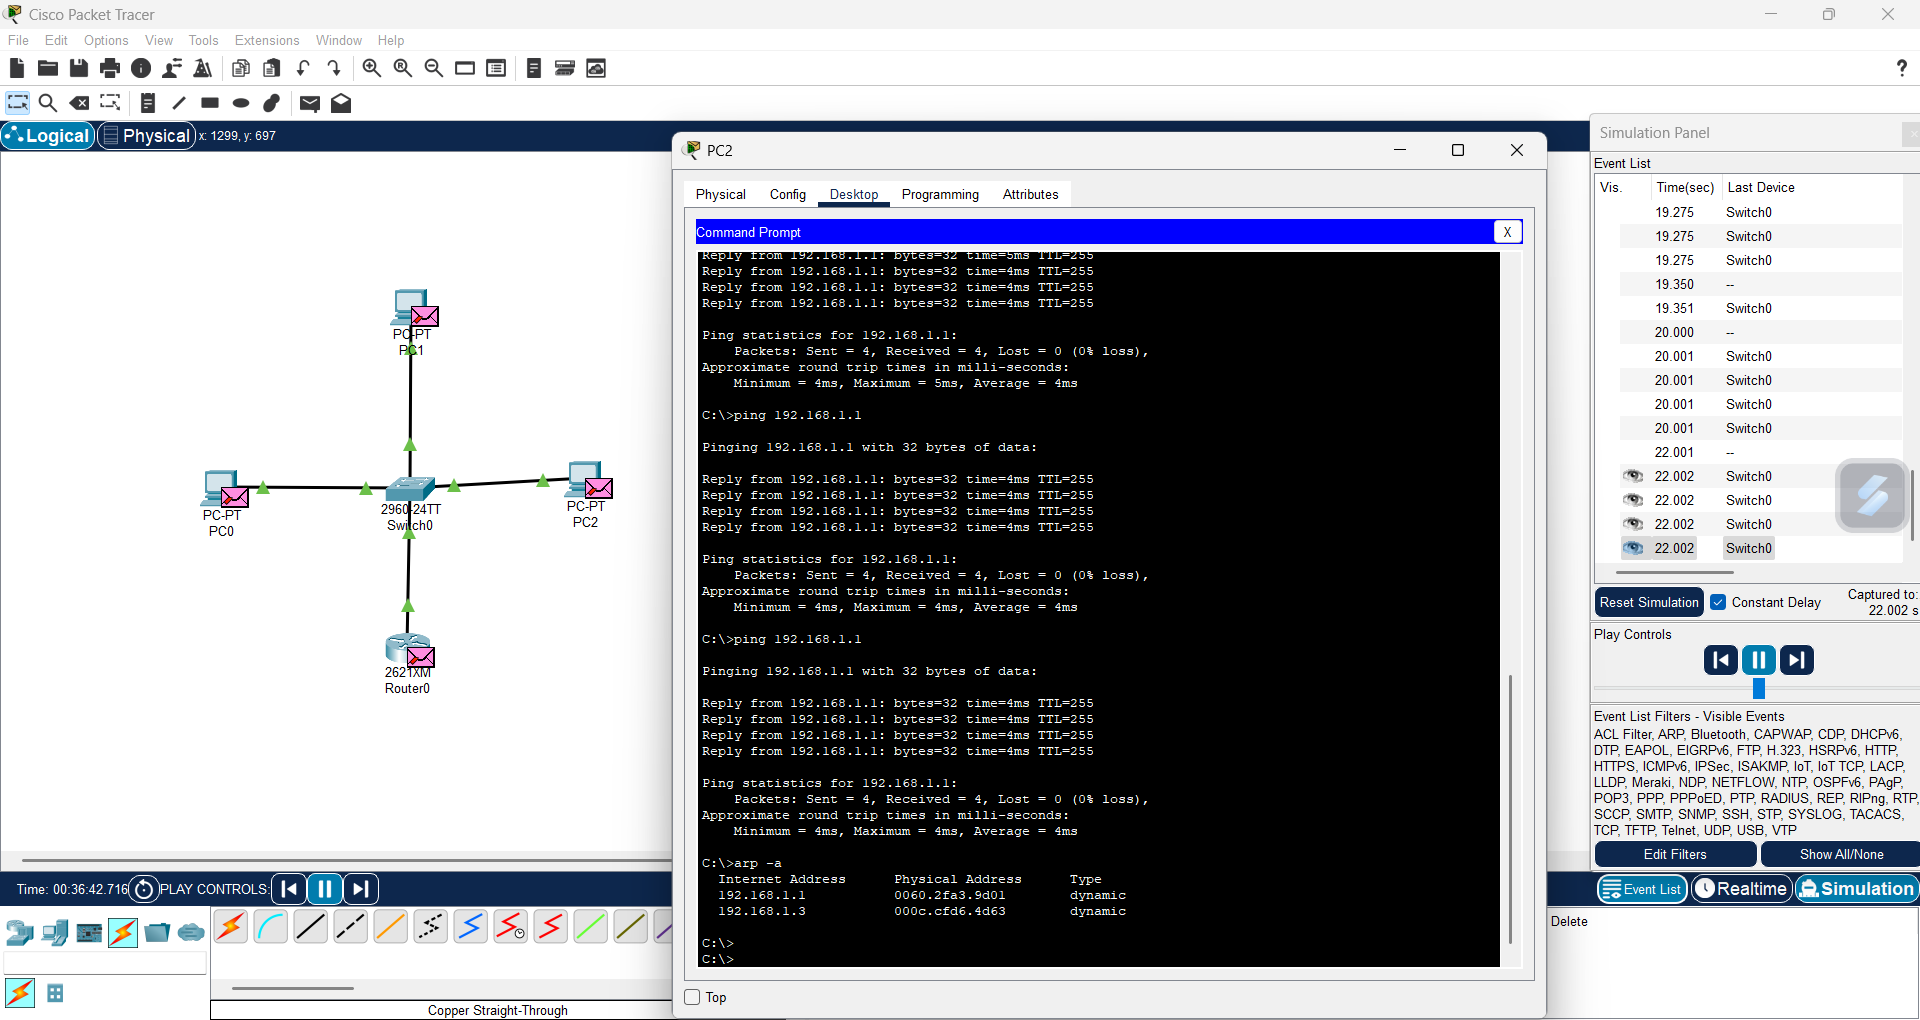 Cisco Packet Tracer
File Edit Options View Tools Extensions Window Help
?
Logical Physical x: 1299, y: 697
PC-PT
PC1
PC-PT
PC0
2960-24TT
Switch0
PC-PT
PC2
2621XM
Router0
PC2
Physical Config Desktop Programming Attributes
Command Prompt X
Reply from 192.168.1.1: bytes=32 time=5ms TTL=255
Reply from 192.168.1.1: bytes=32 time=4ms TTL=255
Reply from 192.168.1.1: bytes=32 time=4ms TTL=255
Reply from 192.168.1.1: bytes=32 time=4ms TTL=255
Ping statistics for 192.168.1.1:
Packets: Sent = 4, Received = 4, Lost = 0 (0% loss),
Approximate round trip times in milli-seconds:
Minimum = 4ms, Maximum = 5ms, Average = 4ms
C:\>ping 192.168.1.1
Pinging 192.168.1.1 with 32 bytes of data:
Reply from 192.168.1.1: bytes=32 time=4ms TTL=255
Reply from 192.168.1.1: bytes=32 time=4ms TTL=255
Reply from 192.168.1.1: bytes=32 time=4ms TTL=255
Reply from 192.168.1.1: bytes=32 time=4ms TTL=255
Ping statistics for 192.168.1.1:
Packets: Sent = 4, Received = 4, Lost = 0 (0% loss),
Approximate round trip times in milli-seconds:
Minimum = 4ms, Maximum = 4ms, Average = 4ms
C:\>ping 192.168.1.1
Pinging 192.168.1.1 with 32 bytes of data:
Reply from 192.168.1.1: bytes=32 time=4ms TTL=255
Reply from 192.168.1.1: bytes=32 time=4ms TTL=255
Reply from 192.168.1.1: bytes=32 time=4ms TTL=255
Reply from 192.168.1.1: bytes=32 time=4ms TTL=255
Ping statistics for 192.168.1.1:
Packets: Sent = 4, Received = 4, Lost = 0 (0% loss),
Approximate round trip times in milli-seconds:
Minimum = 4ms, Maximum = 4ms, Average = 4ms
C:\>arp -a
Internet Address Physical Address Type
192.168.1.1 0060.2fa3.9d01 dynamic
192.168.1.3 000c.cfd6.4d63 dynamic
C:\>
C:\>
Top
Simulation Panel
Event List
Vis. Time(sec) Last Device
19.275 Switch0
19.275 Switch0
19.275 Switch0
19.350 --
19.351 Switch0
20.000 --
20.001 Switch0
20.001 Switch0
20.001 Switch0
20.001 Switch0
22.001 --
22.002 Switch0
22.002 Switch0
22.002 Switch0
22.002 Switch0
Reset Simulation Constant Delay Captured to:
22.002 s
Play Controls
Event List Filters - Visible Events
ACL Filter, ARP, Bluetooth, CAPWAP, CDP, DHCPv6,
DTP, EAPOL, EIGRPv6, FTP, H.323, HSRPv6, HTTP,
HTTPS, ICMPv6, IPSec, ISAKMP, IoT, IoT TCP, LACP,
LLDP, Meraki, NDP, NETFLOW, NTP, OSPFv6, PAgP,
POP3, PPP, PPPoED, PTP, RADIUS, REP, RIPng, RTP,
SCCP, SMTP, SNMP, SSH, STP, SYSLOG, TACACS,
TCP, TFTP, Telnet, UDP, USB, VTP
Edit Filters Show All/None
Time: 00:36:42.716 PLAY CONTROLS: Event List Realtime Simulation
Delete
Copper Straight-Through